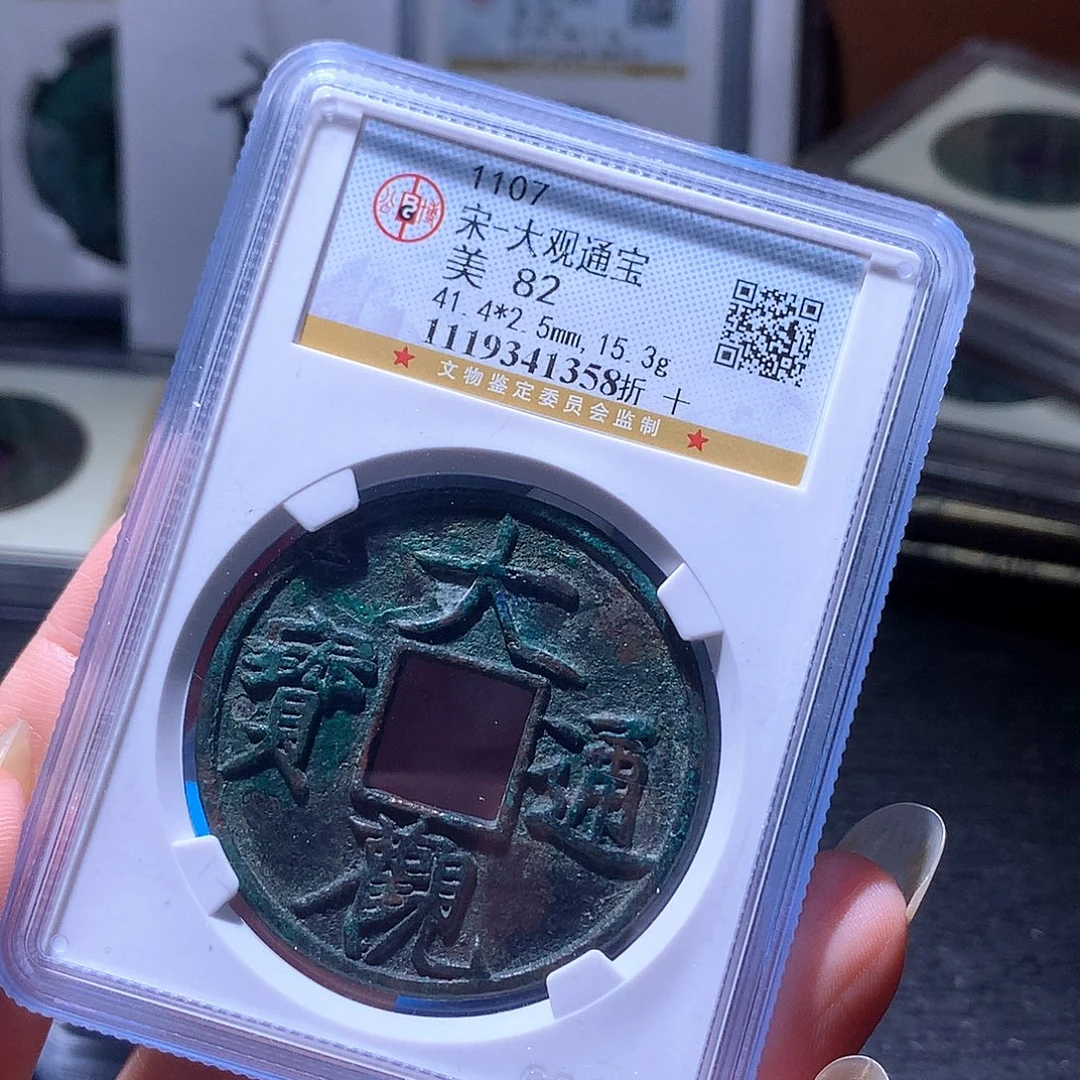 1107
宋-大观通宝
美 82
41.4*2.5mm,15.3g
1119341358折 十
文物鉴定委员会监制
公博
大觀通寶